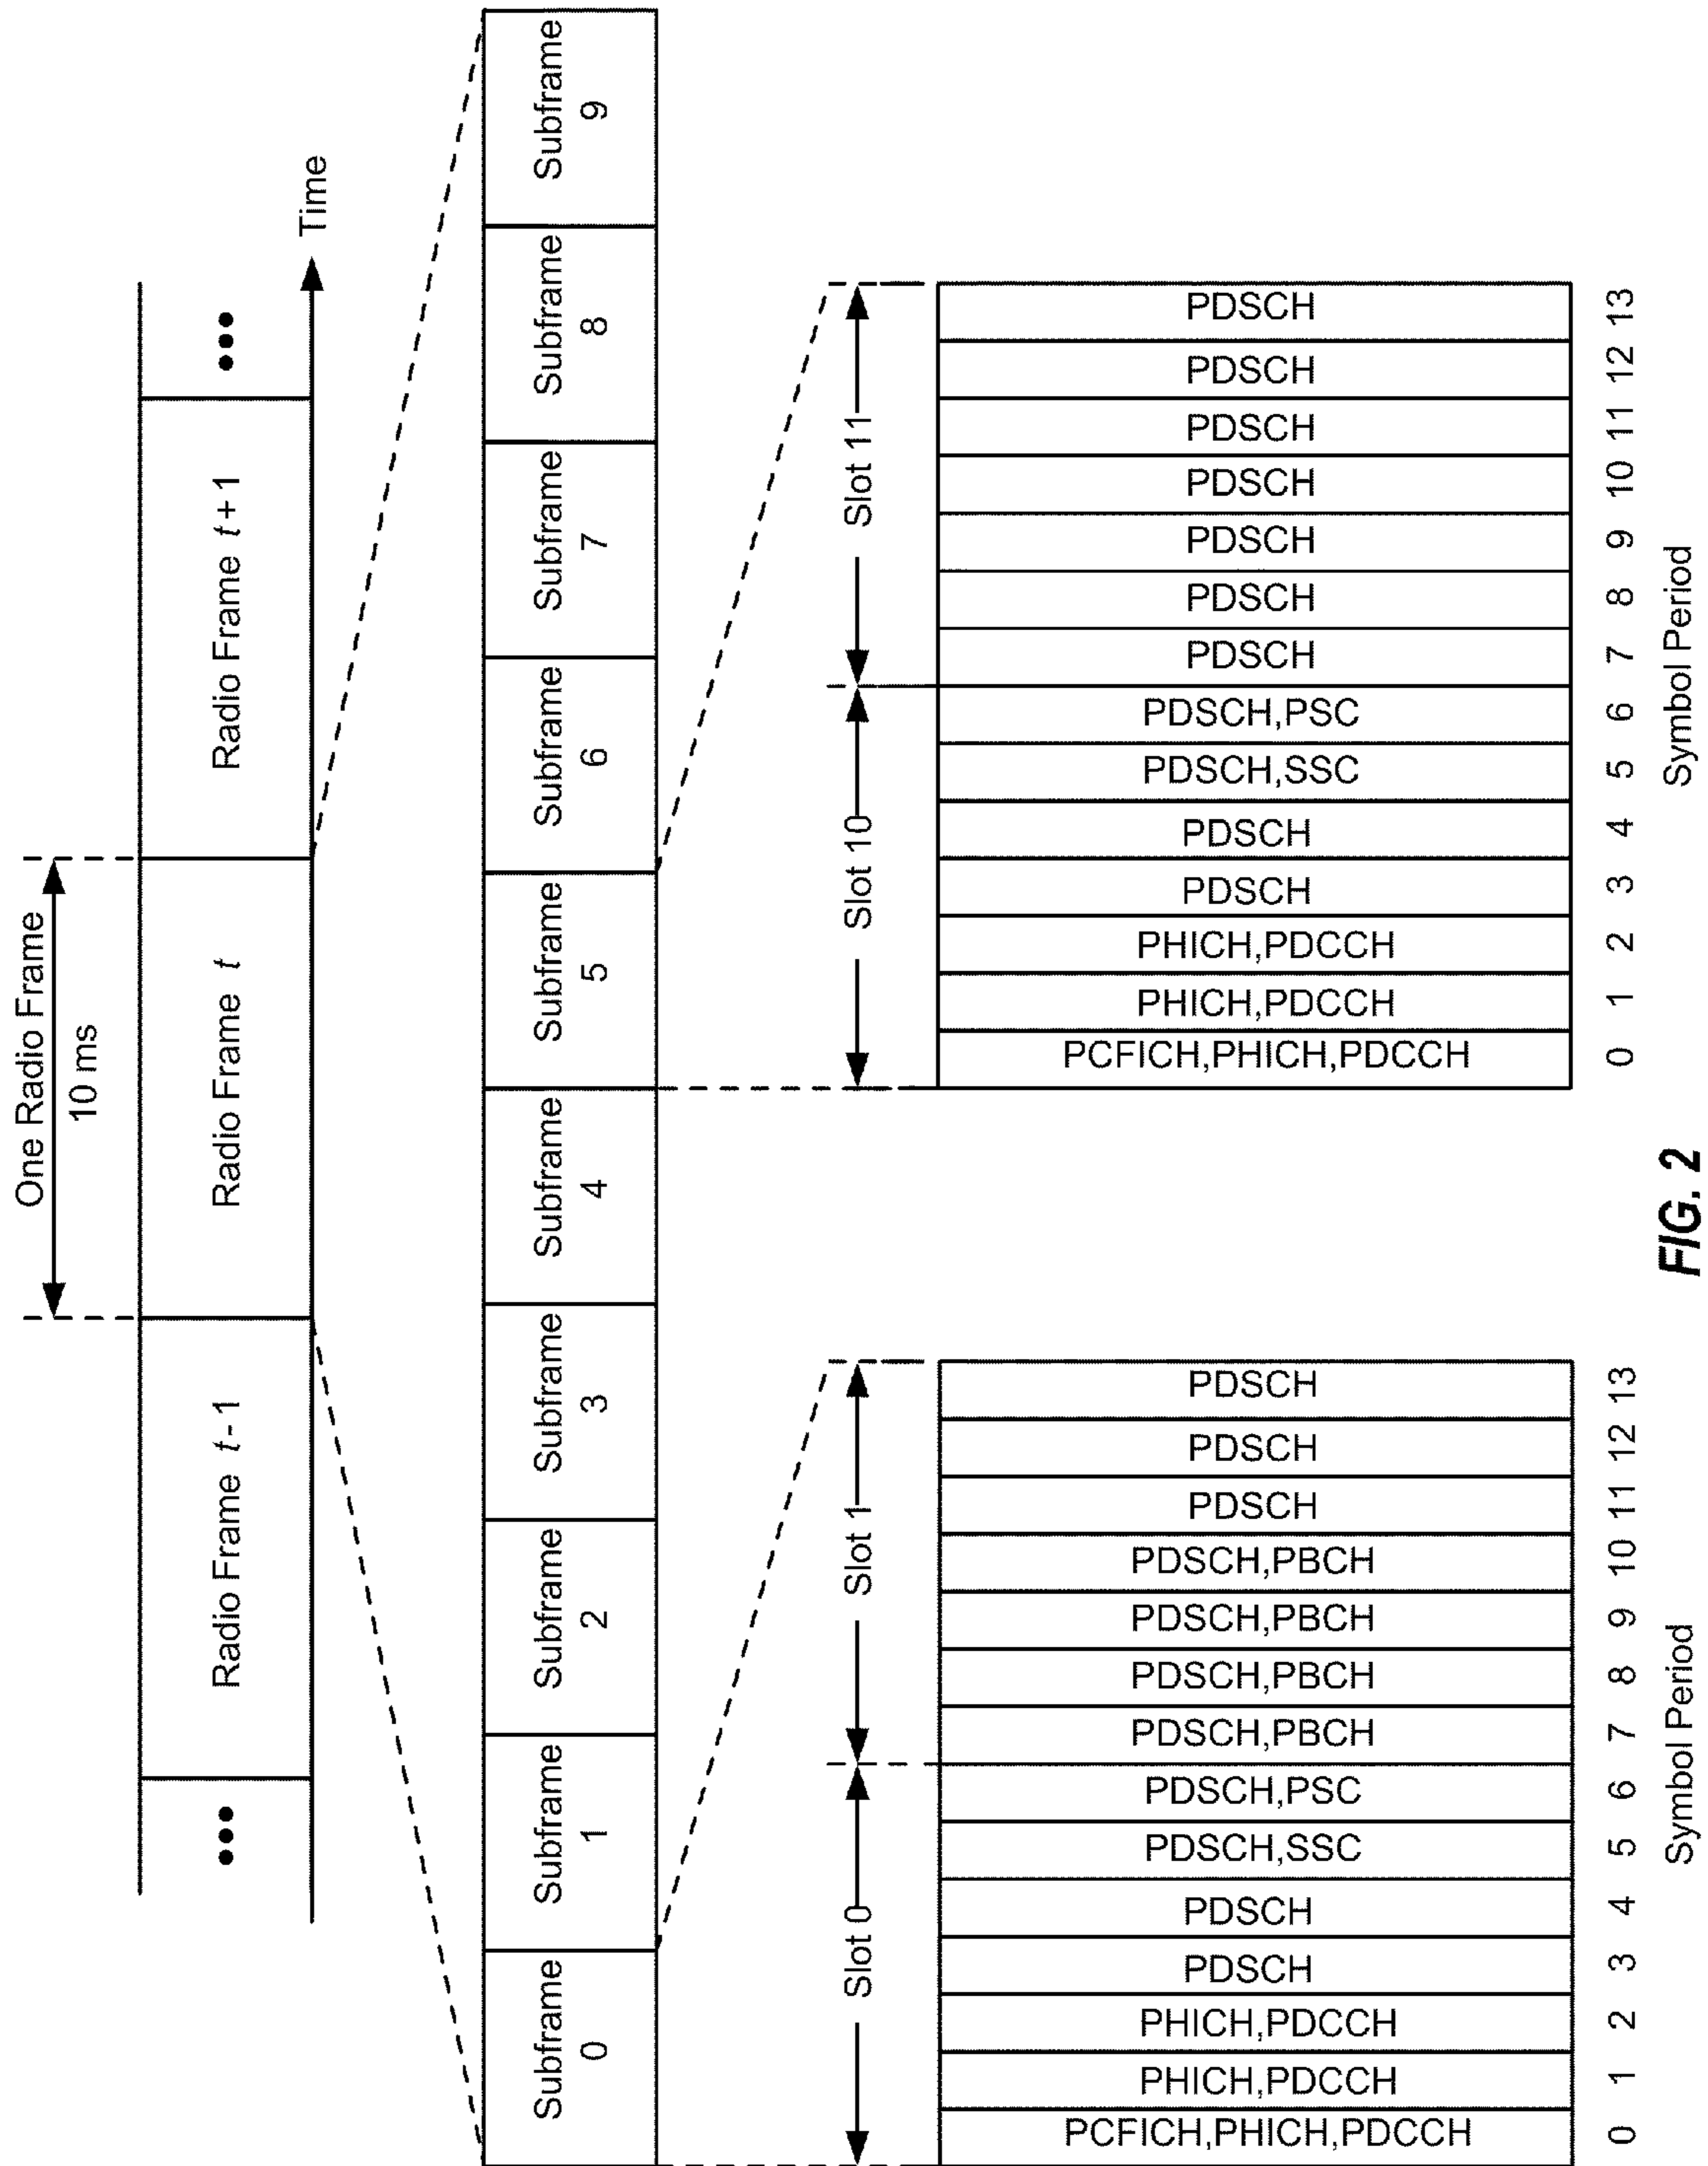 One Radio Frame
10 ms
••• Radio Frame t - 1 Radio Frame t Radio Frame t + 1 •••
Time
Subframe 0
Subframe 1
Subframe 2
Subframe 3
Subframe 4
Subframe 5
Subframe 6
Subframe 7
Subframe 8
Subframe 9
Slot 0
Slot 1
PCFICH,PHICH,PDCCH
PHICH,PDCCH
PHICH,PDCCH
PDSCH
PDSCH
PDSCH,SSC
PDSCH,PSC
PDSCH,PBCH
PDSCH,PBCH
PDSCH,PBCH
PDSCH,PBCH
PDSCH
PDSCH
PDSCH
0 1 2 3 4 5 6 7 8 9 10 11 12 13
Symbol Period
Slot 10
Slot 11
PCFICH,PHICH,PDCCH
PHICH,PDCCH
PHICH,PDCCH
PDSCH
PDSCH
PDSCH,SSC
PDSCH,PSC
PDSCH
PDSCH
PDSCH
PDSCH
PDSCH
PDSCH
PDSCH
0 1 2 3 4 5 6 7 8 9 10 11 12 13
Symbol Period
FIG. 2